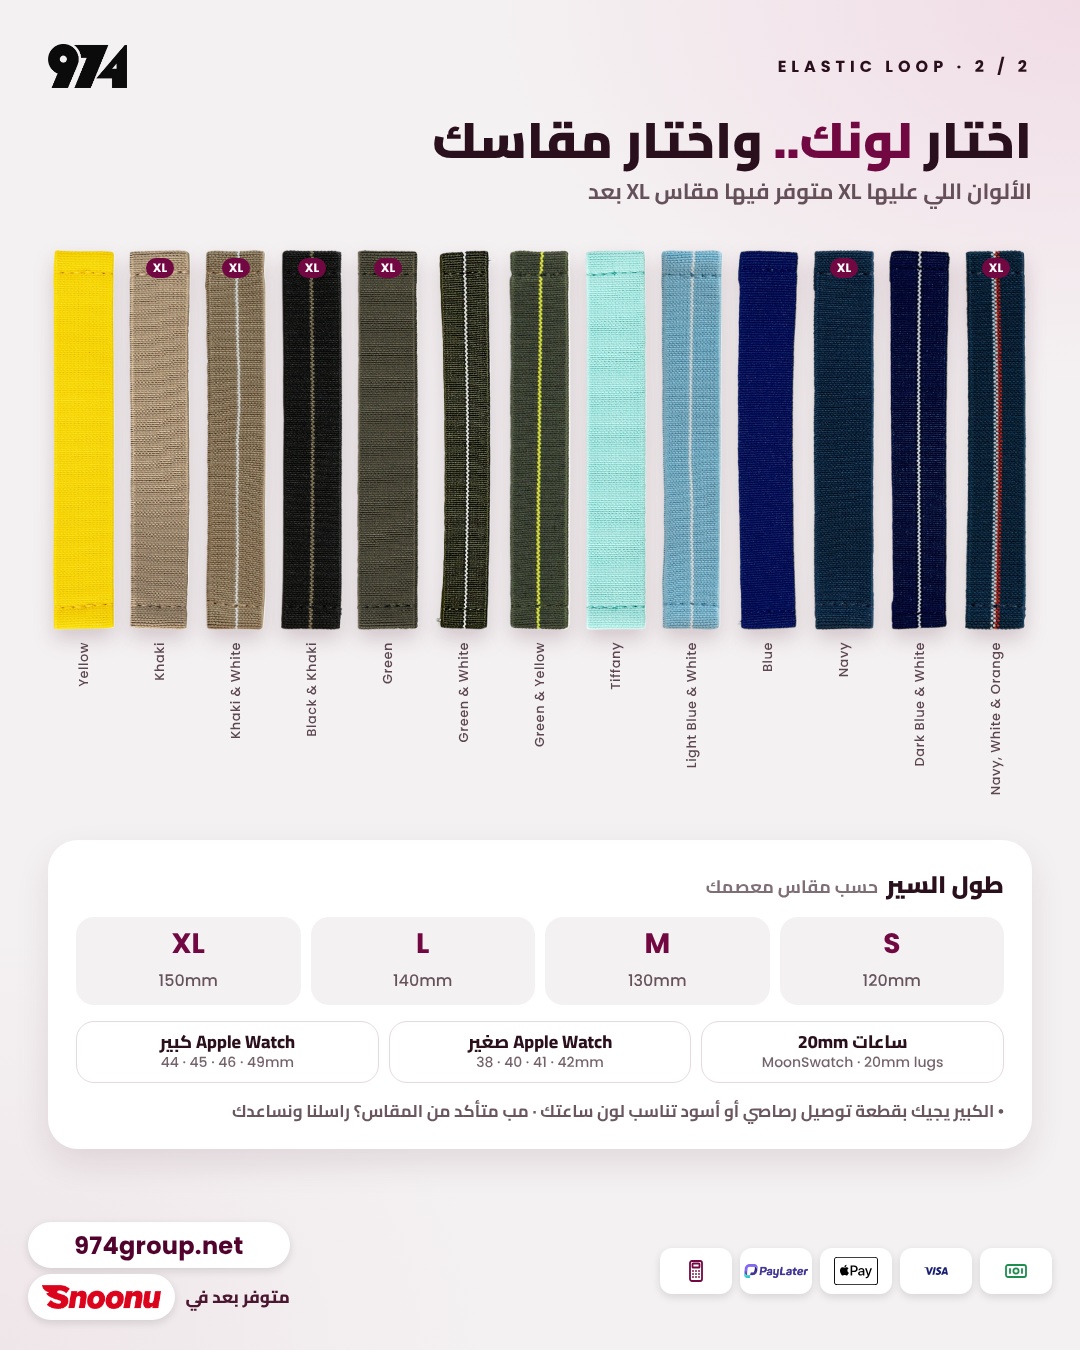 974
ELASTIC LOOP · 2 / 2
اختار لونك.. واختار مقاسك
الألوان اللي عليها XL متوفر فيها مقاس XL بعد
XL
XL
XL
XL
XL
XL
Yellow
Khaki
Khaki & White
Black & Khaki
Green
Green & White
Green & Yellow
Tiffany
Light Blue & White
Blue
Navy
Dark Blue & White
Navy, White & Orange
طول السير حسب مقاس معصمك
S
120mm
M
130mm
L
140mm
XL
150mm
ساعات 20mm
MoonSwatch · 20mm lugs
Apple Watch صغير
38 · 40 · 41 · 42mm
Apple Watch كبير
44 · 45 · 46 · 49mm
• الكبير يجيك بقطعة توصيل رصاصي أو أسود تناسب لون ساعتك · مب متأكد من المقاس؟ راسلنا ونساعدك
974group.net
متوفر بعد في Snoonu
PayLater
Pay
VISA